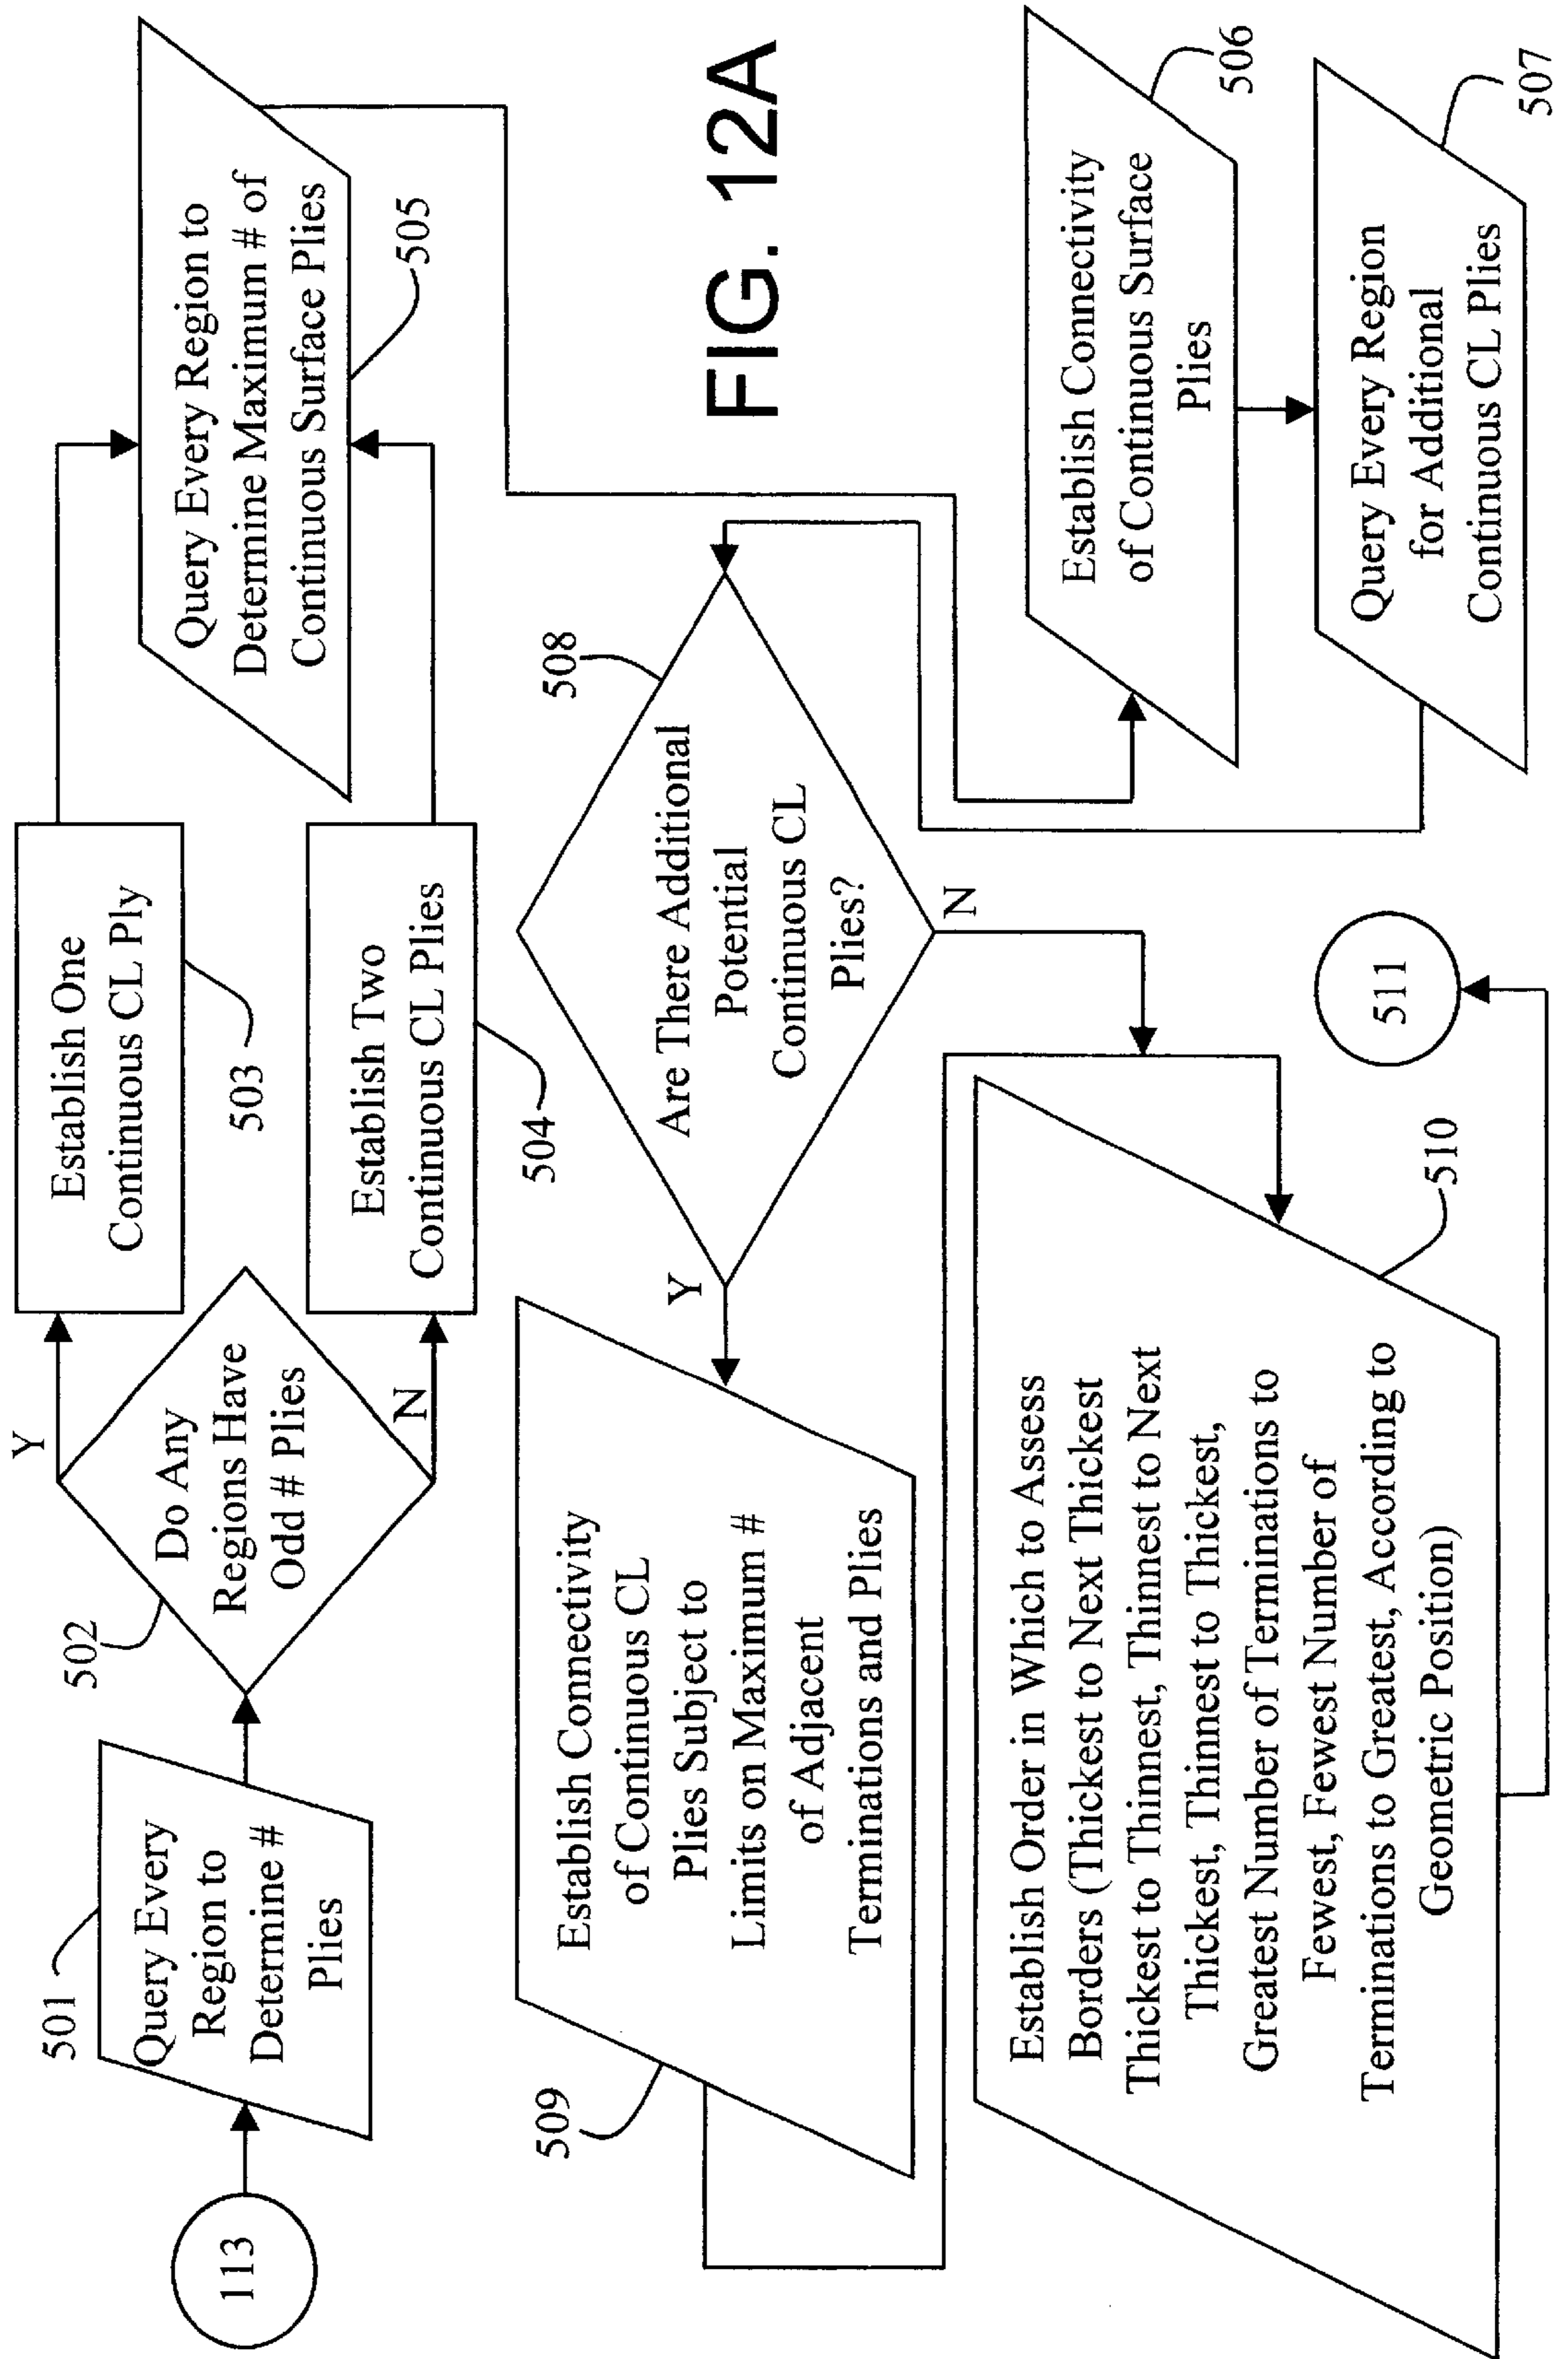 113
501
Query Every
Region to
Determine #
Plies
502
Do Any
Regions Have
Odd # Plies
Y
N
Establish One
Continuous CL Ply
503
Establish Two
Continuous CL Plies
504
Query Every Region to
Determine Maximum # of
Continuous Surface Plies
505
FIG. 12A
Establish Connectivity
of Continuous Surface
Plies
506
Query Every Region
for Additional
Continuous CL Plies
507
508
Are There Additional
Potential
Continuous CL
Plies?
Y
N
Establish Connectivity
of Continuous CL
Plies Subject to
Limits on Maximum #
of Adjacent
Terminations and Plies
509
Establish Order in Which to Assess
Borders (Thickest to Next Thickest
Thickest to Thinnest, Thinnest to Next
Thickest, Thinnest to Thickest,
Greatest Number of Terminations to
Fewest, Fewest Number of
Terminations to Greatest, According to
Geometric Position)
510
511